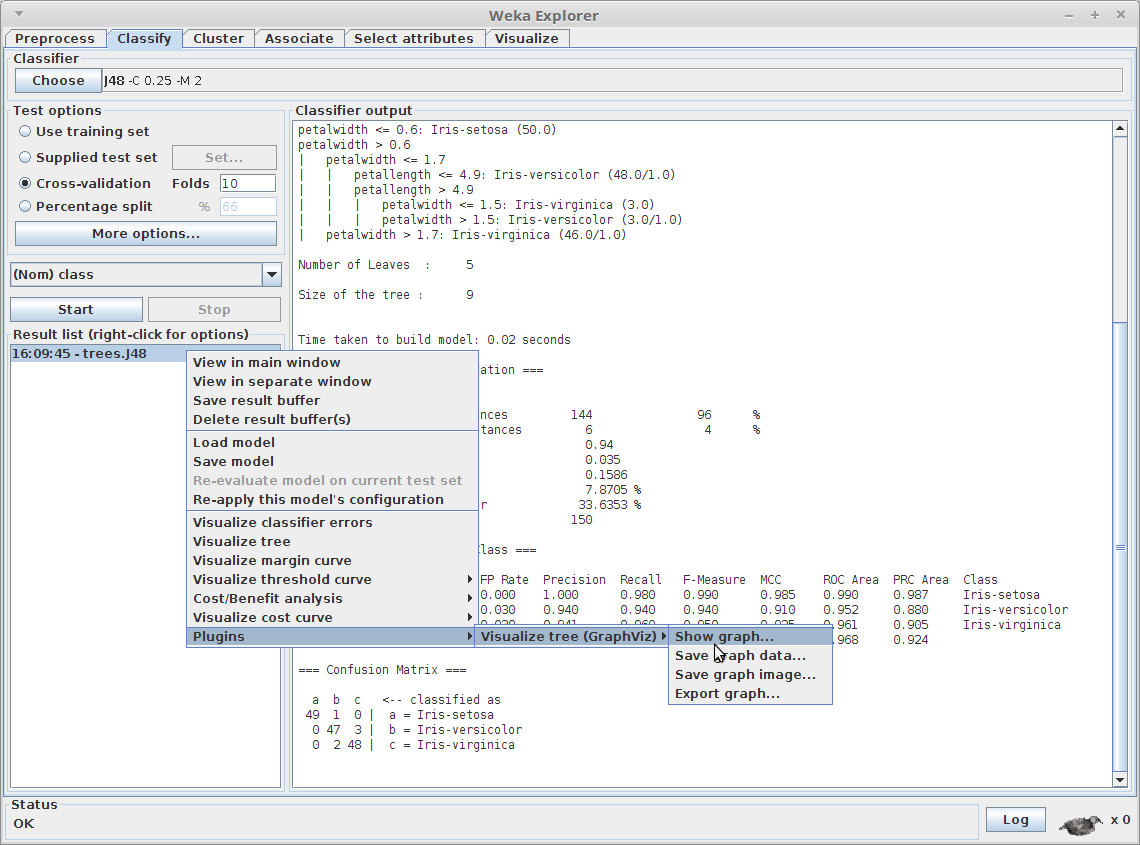 Weka Explorer
Preprocess Classify Cluster Associate Select attributes Visualize
Classifier
Choose J48 -C 0.25 -M 2
Test options
Use training set
Supplied test set Set...
Cross-validation Folds 10
Percentage split % 66
More options...
(Nom) class
Start Stop
Result list (right-click for options)
16:09:45 - trees.J48
View in main window
View in separate window
Save result buffer
Delete result buffer(s)
Load model
Save model
Re-evaluate model on current test set
Re-apply this model's configuration
Visualize classifier errors
Visualize tree
Visualize margin curve
Visualize threshold curve
Cost/Benefit analysis
Visualize cost curve
Plugins
Visualize tree (GraphViz)
Show graph...
Save graph data...
Save graph image...
Export graph...
Classifier output
petalwidth <= 0.6: Iris-setosa (50.0)
petalwidth > 0.6
|   petalwidth <= 1.7
|   |   petallength <= 4.9: Iris-versicolor (48.0/1.0)
|   |   petallength > 4.9
|   |   |   petalwidth <= 1.5: Iris-virginica (3.0)
|   |   |   petalwidth > 1.5: Iris-versicolor (3.0/1.0)
|   petalwidth > 1.7: Iris-virginica (46.0/1.0)
Number of Leaves  : 5
Size of the tree : 9
Time taken to build model: 0.02 seconds
ation ===
nces 144 96 %
tances 6 4 %
0.94
0.035
0.1586
7.8705 %
r 33.6353 %
150
lass ===
FP Rate Precision Recall F-Measure MCC ROC Area PRC Area Class
0.000 1.000 0.980 0.990 0.985 0.990 0.987 Iris-setosa
0.030 0.940 0.940 0.940 0.910 0.952 0.880 Iris-versicolor
.961 0.905 Iris-virginica
.968 0.924
=== Confusion Matrix ===
a b c <-- classified as
49 1 0 | a = Iris-setosa
0 47 3 | b = Iris-versicolor
0 2 48 | c = Iris-virginica
Status
OK
Log x 0